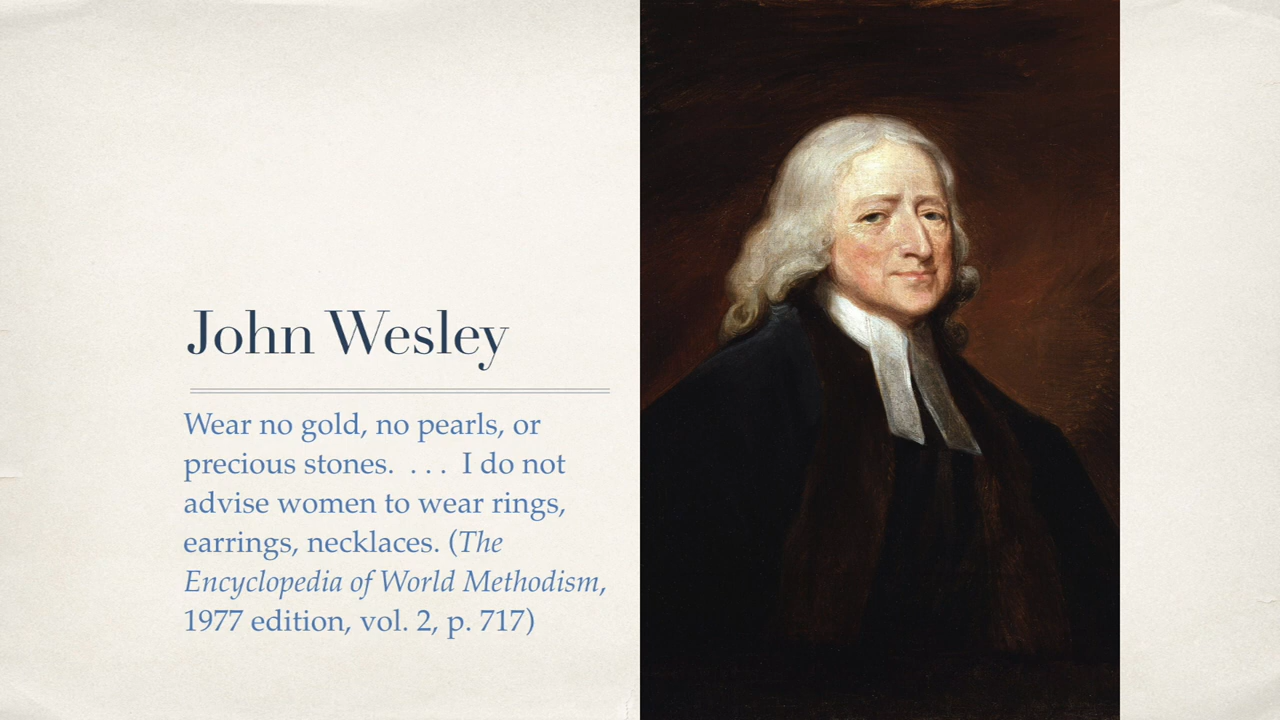 John Wesley
Wear no gold, no pearls, or
precious stones.  . . .  I do not
advise women to wear rings,
earrings, necklaces. (The
Encyclopedia of World Methodism,
1977 edition, vol. 2, p. 717)